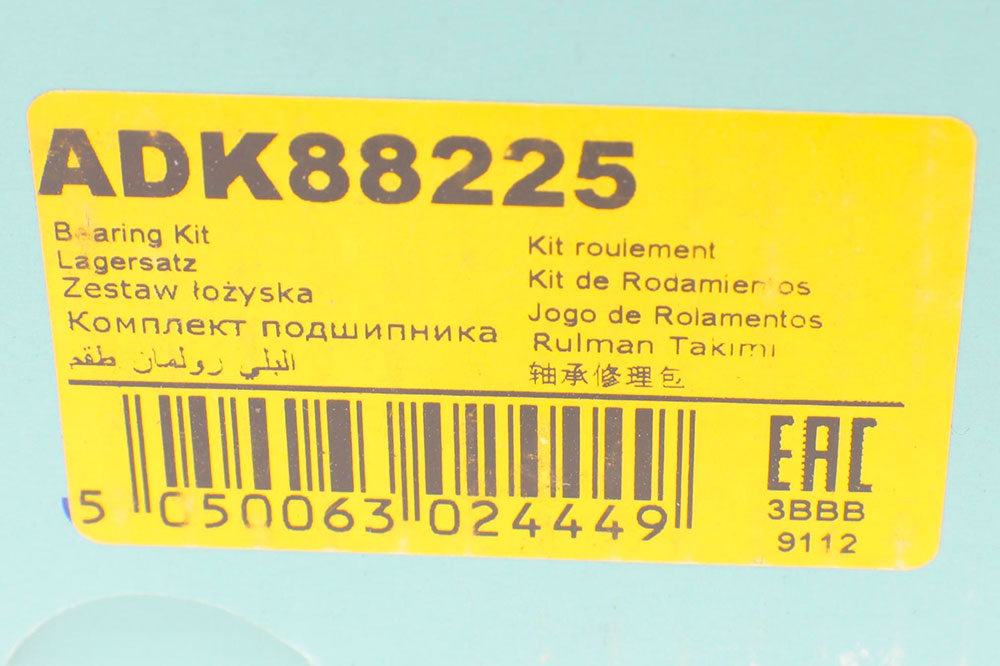 ADK88225
Bearing Kit
Lagersatz
Zestaw łożyska
Комплект подшипника
البلي رولمان طقم
Kit roulement
Kit de Rodamientos
Jogo de Rolamentos
Rulman Takımı
轴承修理包
5 050063 024449
EAC
3BBB
9112